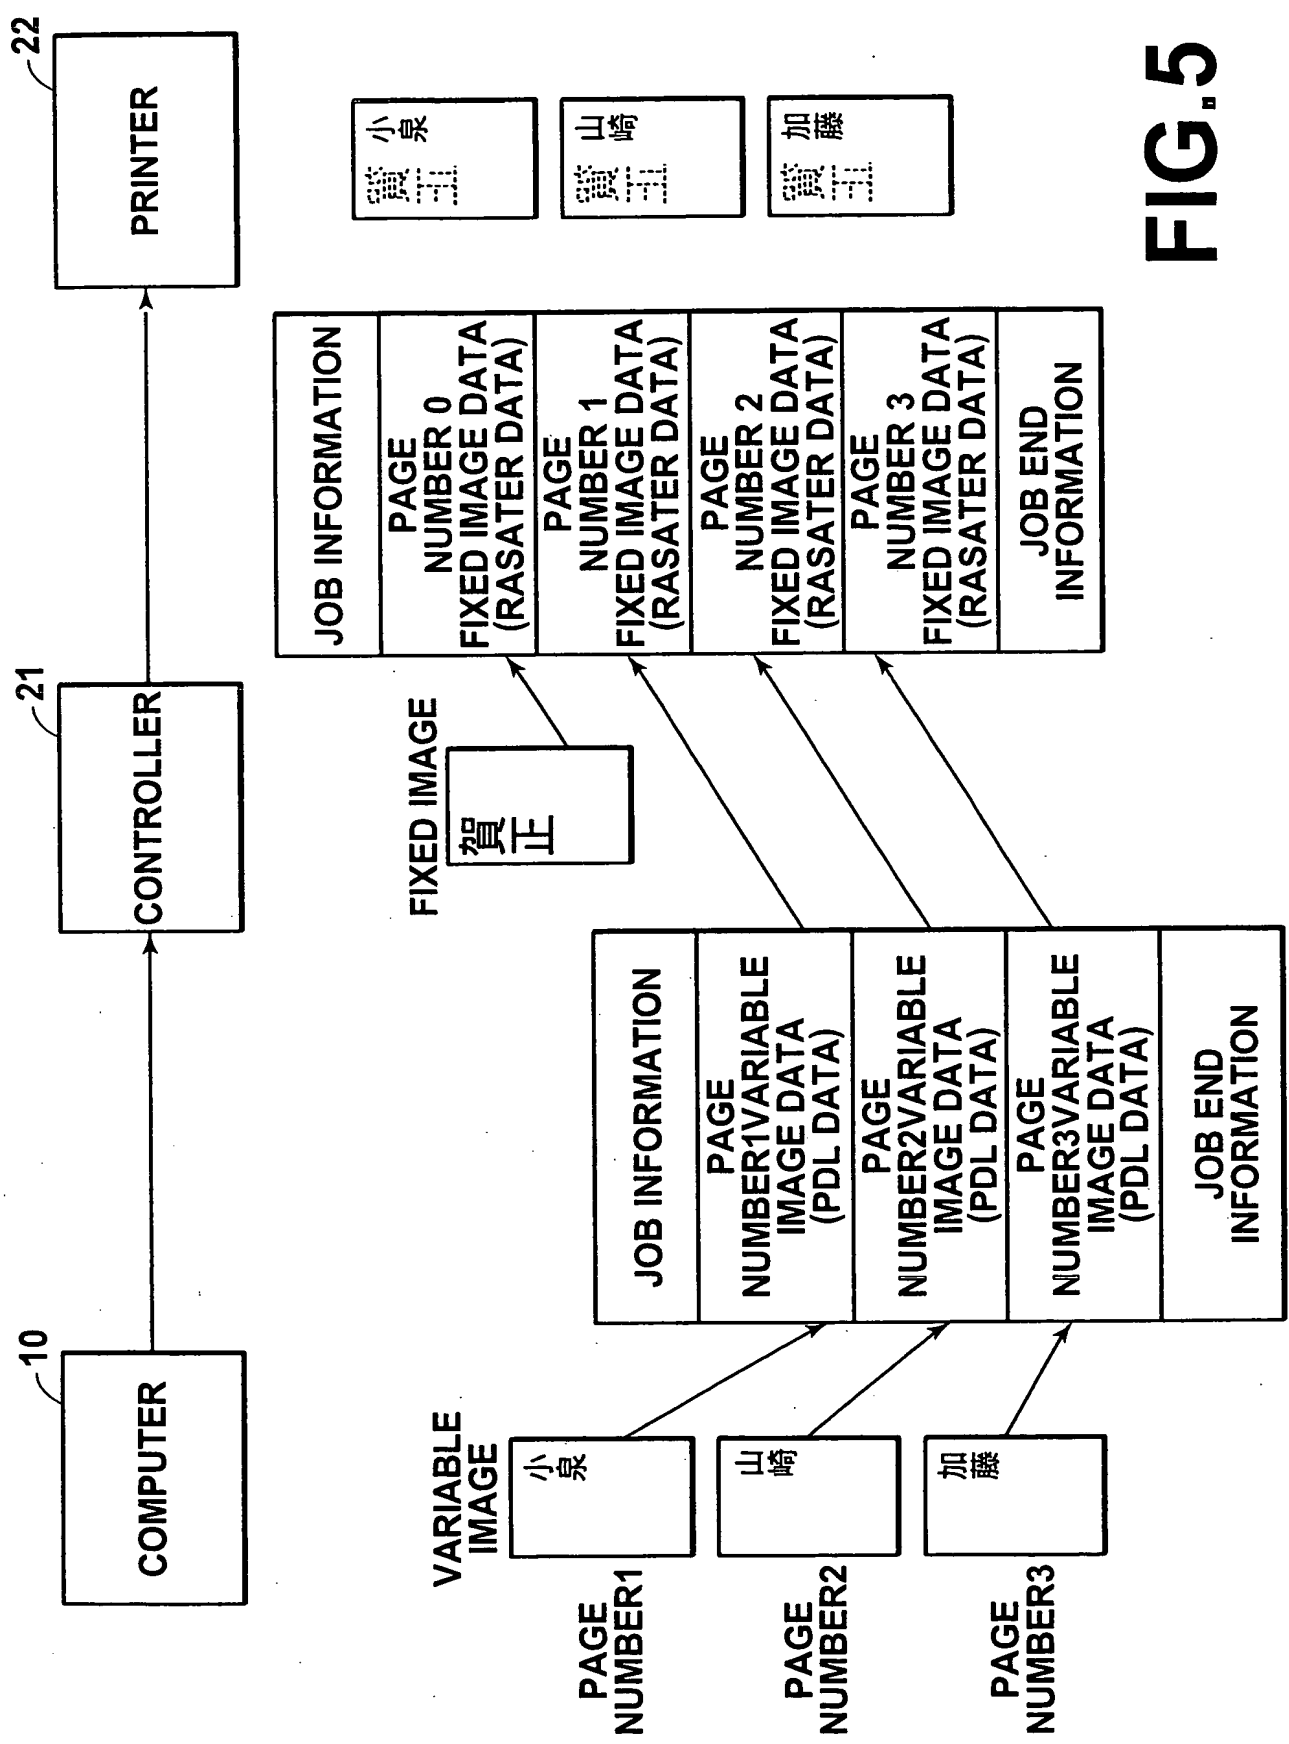 COMPUTER
10
CONTROLLER
21
PRINTER
22
VARIABLE
IMAGE
PAGE
NUMBER1
小
泉
PAGE
NUMBER2
山
崎
PAGE
NUMBER3
加
藤
JOB INFORMATION
PAGE
NUMBER1VARIABLE
IMAGE DATA
(PDL DATA)
PAGE
NUMBER2VARIABLE
IMAGE DATA
(PDL DATA)
PAGE
NUMBER3VARIABLE
IMAGE DATA
(PDL DATA)
JOB END
INFORMATION
FIXED IMAGE
賀
正
JOB INFORMATION
PAGE
NUMBER 0
FIXED IMAGE DATA
(RASATER DATA)
PAGE
NUMBER 1
FIXED IMAGE DATA
(RASATER DATA)
PAGE
NUMBER 2
FIXED IMAGE DATA
(RASATER DATA)
PAGE
NUMBER 3
FIXED IMAGE DATA
(RASATER DATA)
JOB END
INFORMATION
賀
正
小
泉
賀
正
山
崎
賀
正
加
藤
FIG.5